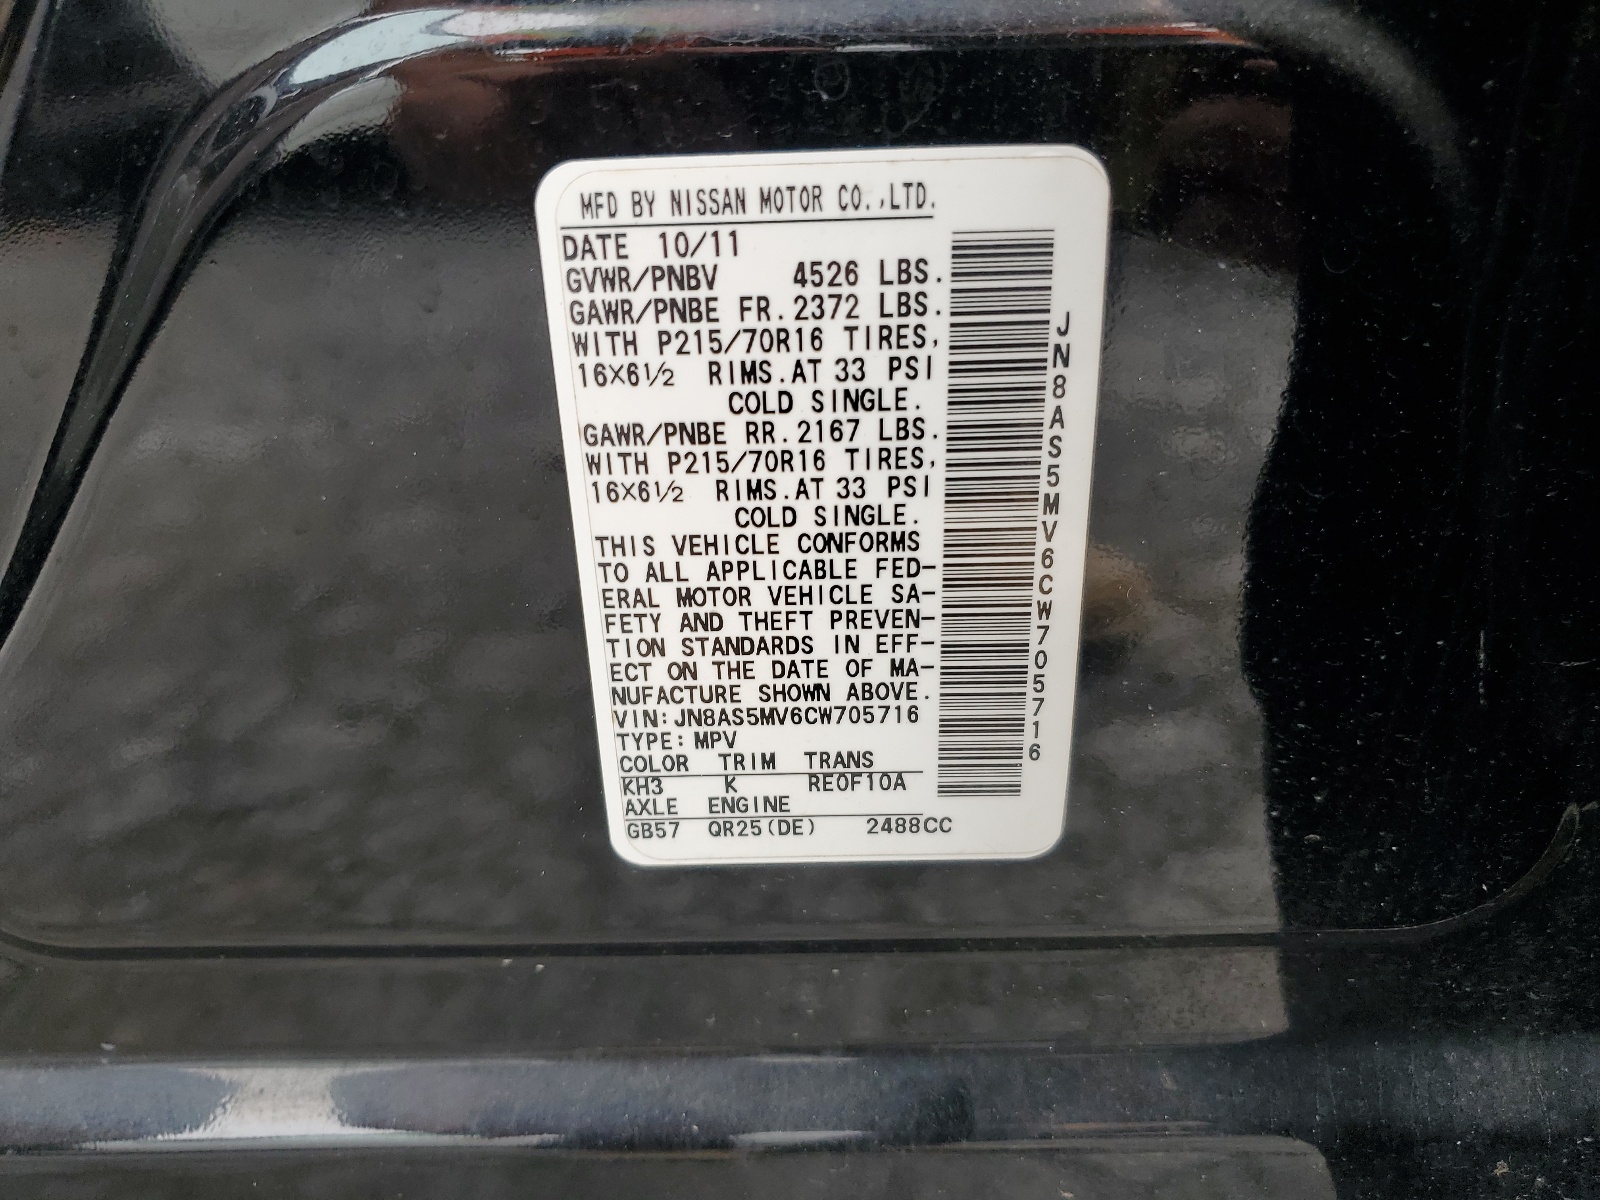 MFD BY NISSAN MOTOR CO.,LTD.
DATE 10/11
GVWR/PNBV 4526 LBS.
GAWR/PNBE FR.2372 LBS.
WITH P215/70R16 TIRES,
16×6½ RIMS.AT 33 PSI
COLD SINGLE.
GAWR/PNBE RR.2167 LBS.
WITH P215/70R16 TIRES,
16×6½ RIMS.AT 33 PSI
COLD SINGLE.
THIS VEHICLE CONFORMS
TO ALL APPLICABLE FED-
ERAL MOTOR VEHICLE SA-
FETY AND THEFT PREVEN-
TION STANDARDS IN EFF-
ECT ON THE DATE OF MA-
NUFACTURE SHOWN ABOVE.
VIN:JN8AS5MV6CW705716
TYPE:MPV
COLOR TRIM TRANS
KH3 K RE0F10A
AXLE ENGINE
GB57 QR25(DE) 2488CC
JN8AS5MV6CW705716